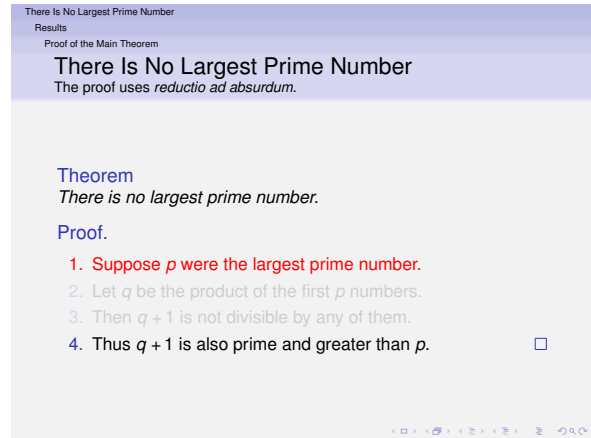 There Is No Largest Prime Number
Results
Proof of the Main Theorem
There Is No Largest Prime Number
The proof uses reductio ad absurdum.
Theorem
There is no largest prime number.
Proof.
1. Suppose p were the largest prime number.
2. Let q be the product of the first p numbers.
3. Then q + 1 is not divisible by any of them.
4. Thus q + 1 is also prime and greater than p.